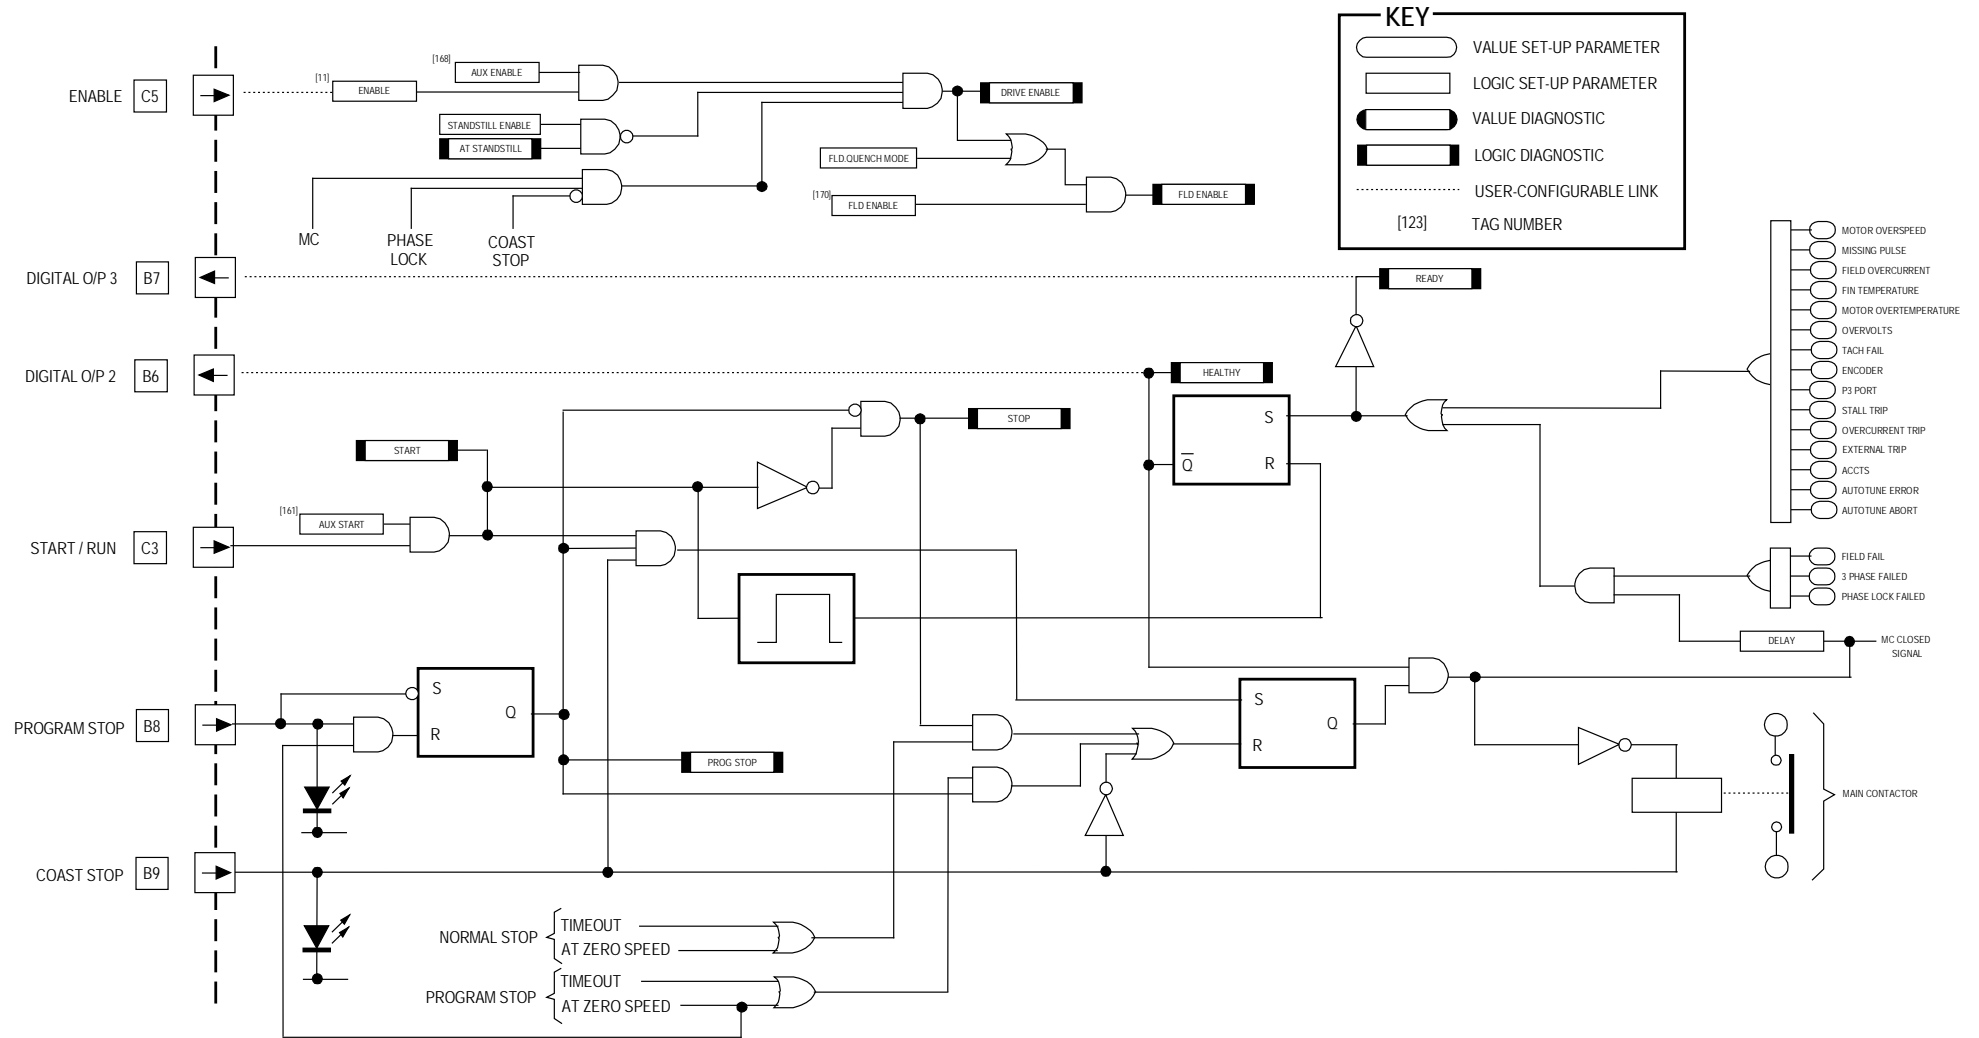 KEY
VALUE SET-UP PARAMETER
LOGIC SET-UP PARAMETER
VALUE DIAGNOSTIC
LOGIC DIAGNOSTIC
USER-CONFIGURABLE LINK
[123] TAG NUMBER
ENABLE C5
[11]
ENABLE
[168]
AUX ENABLE
STANDSTILL ENABLE
AT STANDSTILL
DRIVE ENABLE
FLD.QUENCH MODE
[170]
FLD ENABLE
FLD ENABLE
MC
PHASE
LOCK
COAST
STOP
DIGITAL O/P 3 B7
READY
DIGITAL O/P 2 B6
HEALTHY
STOP
START
S
R
Q
[161]
AUX START
START / RUN C3
MOTOR OVERSPEED
MISSING PULSE
FIELD OVERCURRENT
FIN TEMPERATURE
MOTOR OVERTEMPERATURE
OVERVOLTS
TACH FAIL
ENCODER
P3 PORT
STALL TRIP
OVERCURRENT TRIP
EXTERNAL TRIP
ACCTS
AUTOTUNE ERROR
AUTOTUNE ABORT
FIELD FAIL
3 PHASE FAILED
PHASE LOCK FAILED
DELAY
MC CLOSED
SIGNAL
PROGRAM STOP B8
S
R
Q
PROG STOP
S
R
Q
MAIN CONTACTOR
COAST STOP B9
NORMAL STOP
TIMEOUT
AT ZERO SPEED
PROGRAM STOP
TIMEOUT
AT ZERO SPEED